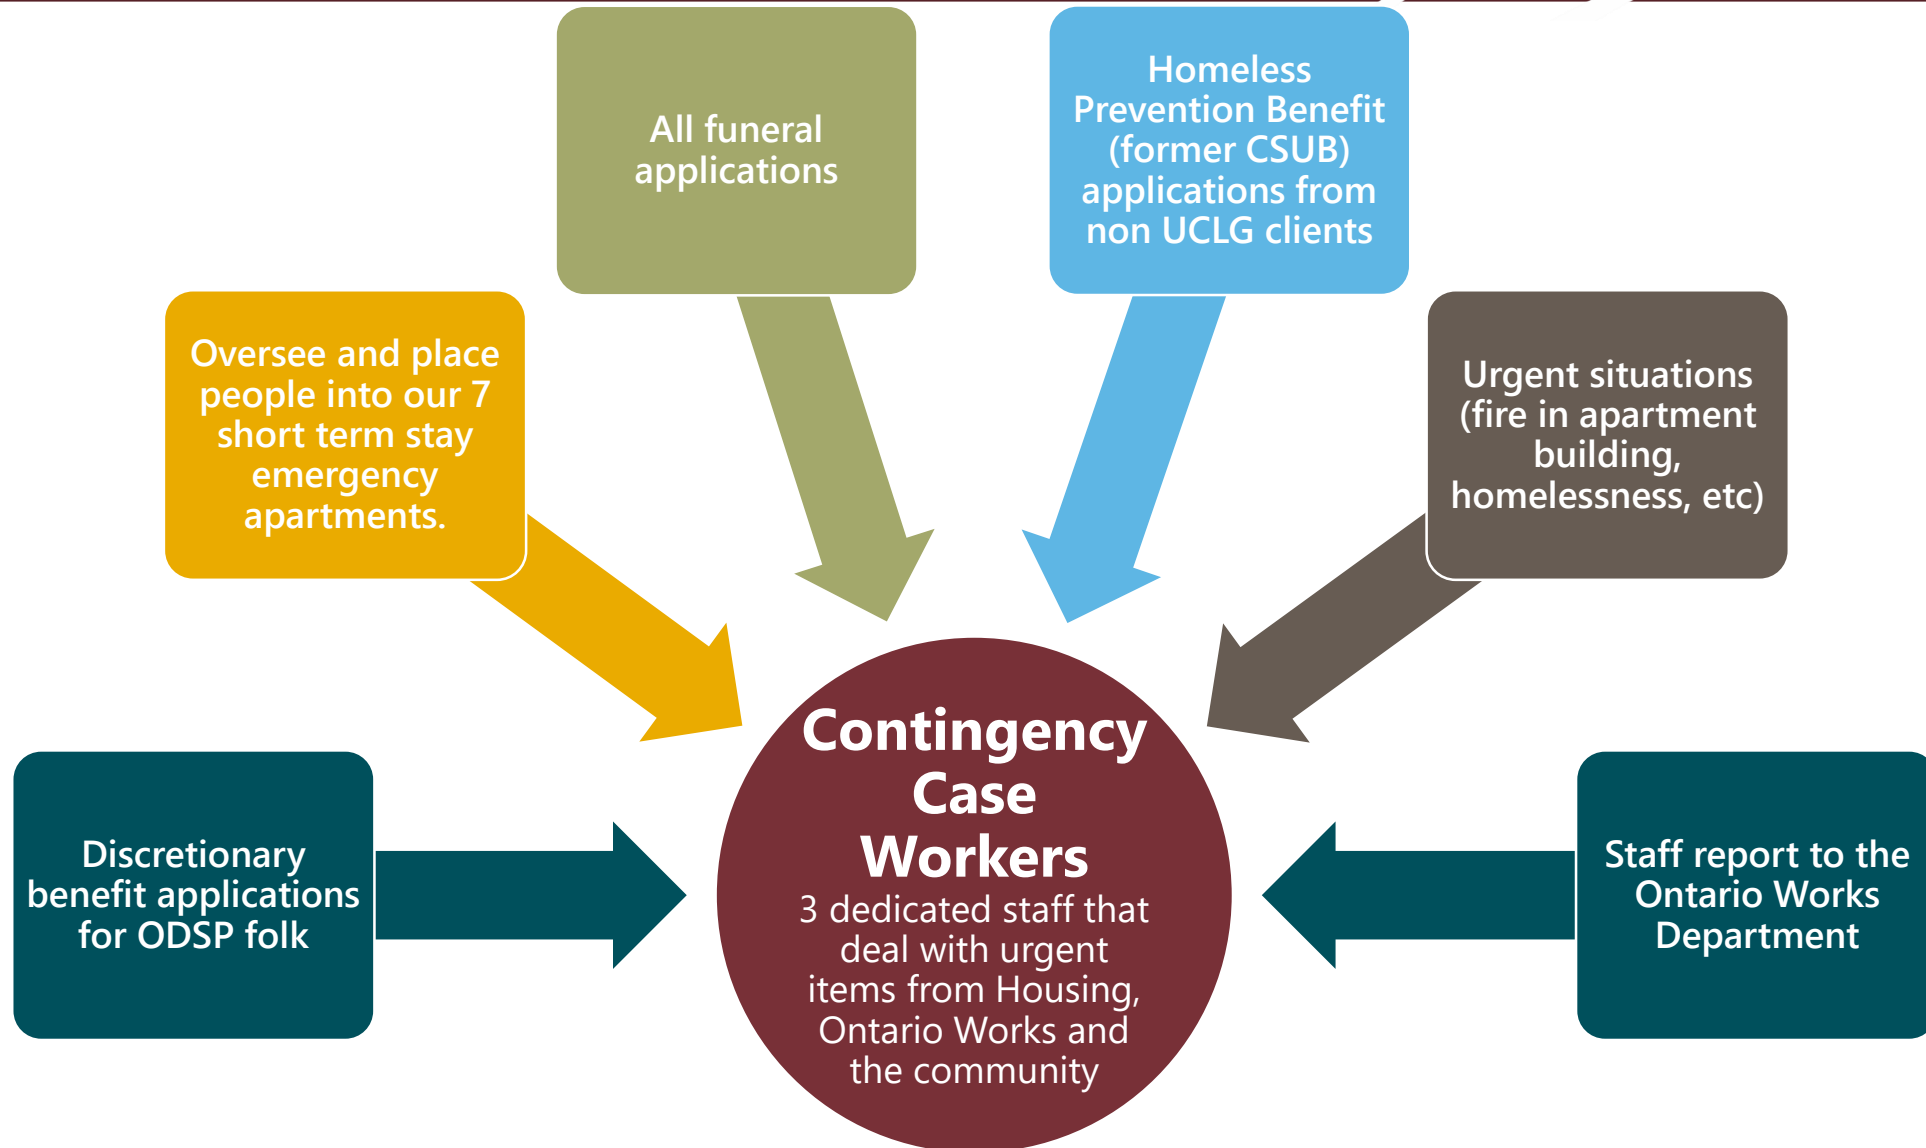 All funeral
applications
Homeless
Prevention Benefit
(former CSUB)
applications from
non UCLG clients
Oversee and place
people into our 7
short term stay
emergency
apartments.
Urgent situations
(fire in apartment
building,
homelessness, etc)
Discretionary
benefit applications
for ODSP folk
Contingency
Case
Workers
3 dedicated staff that
deal with urgent
items from Housing,
Ontario Works and
the community
Staff report to the
Ontario Works
Department